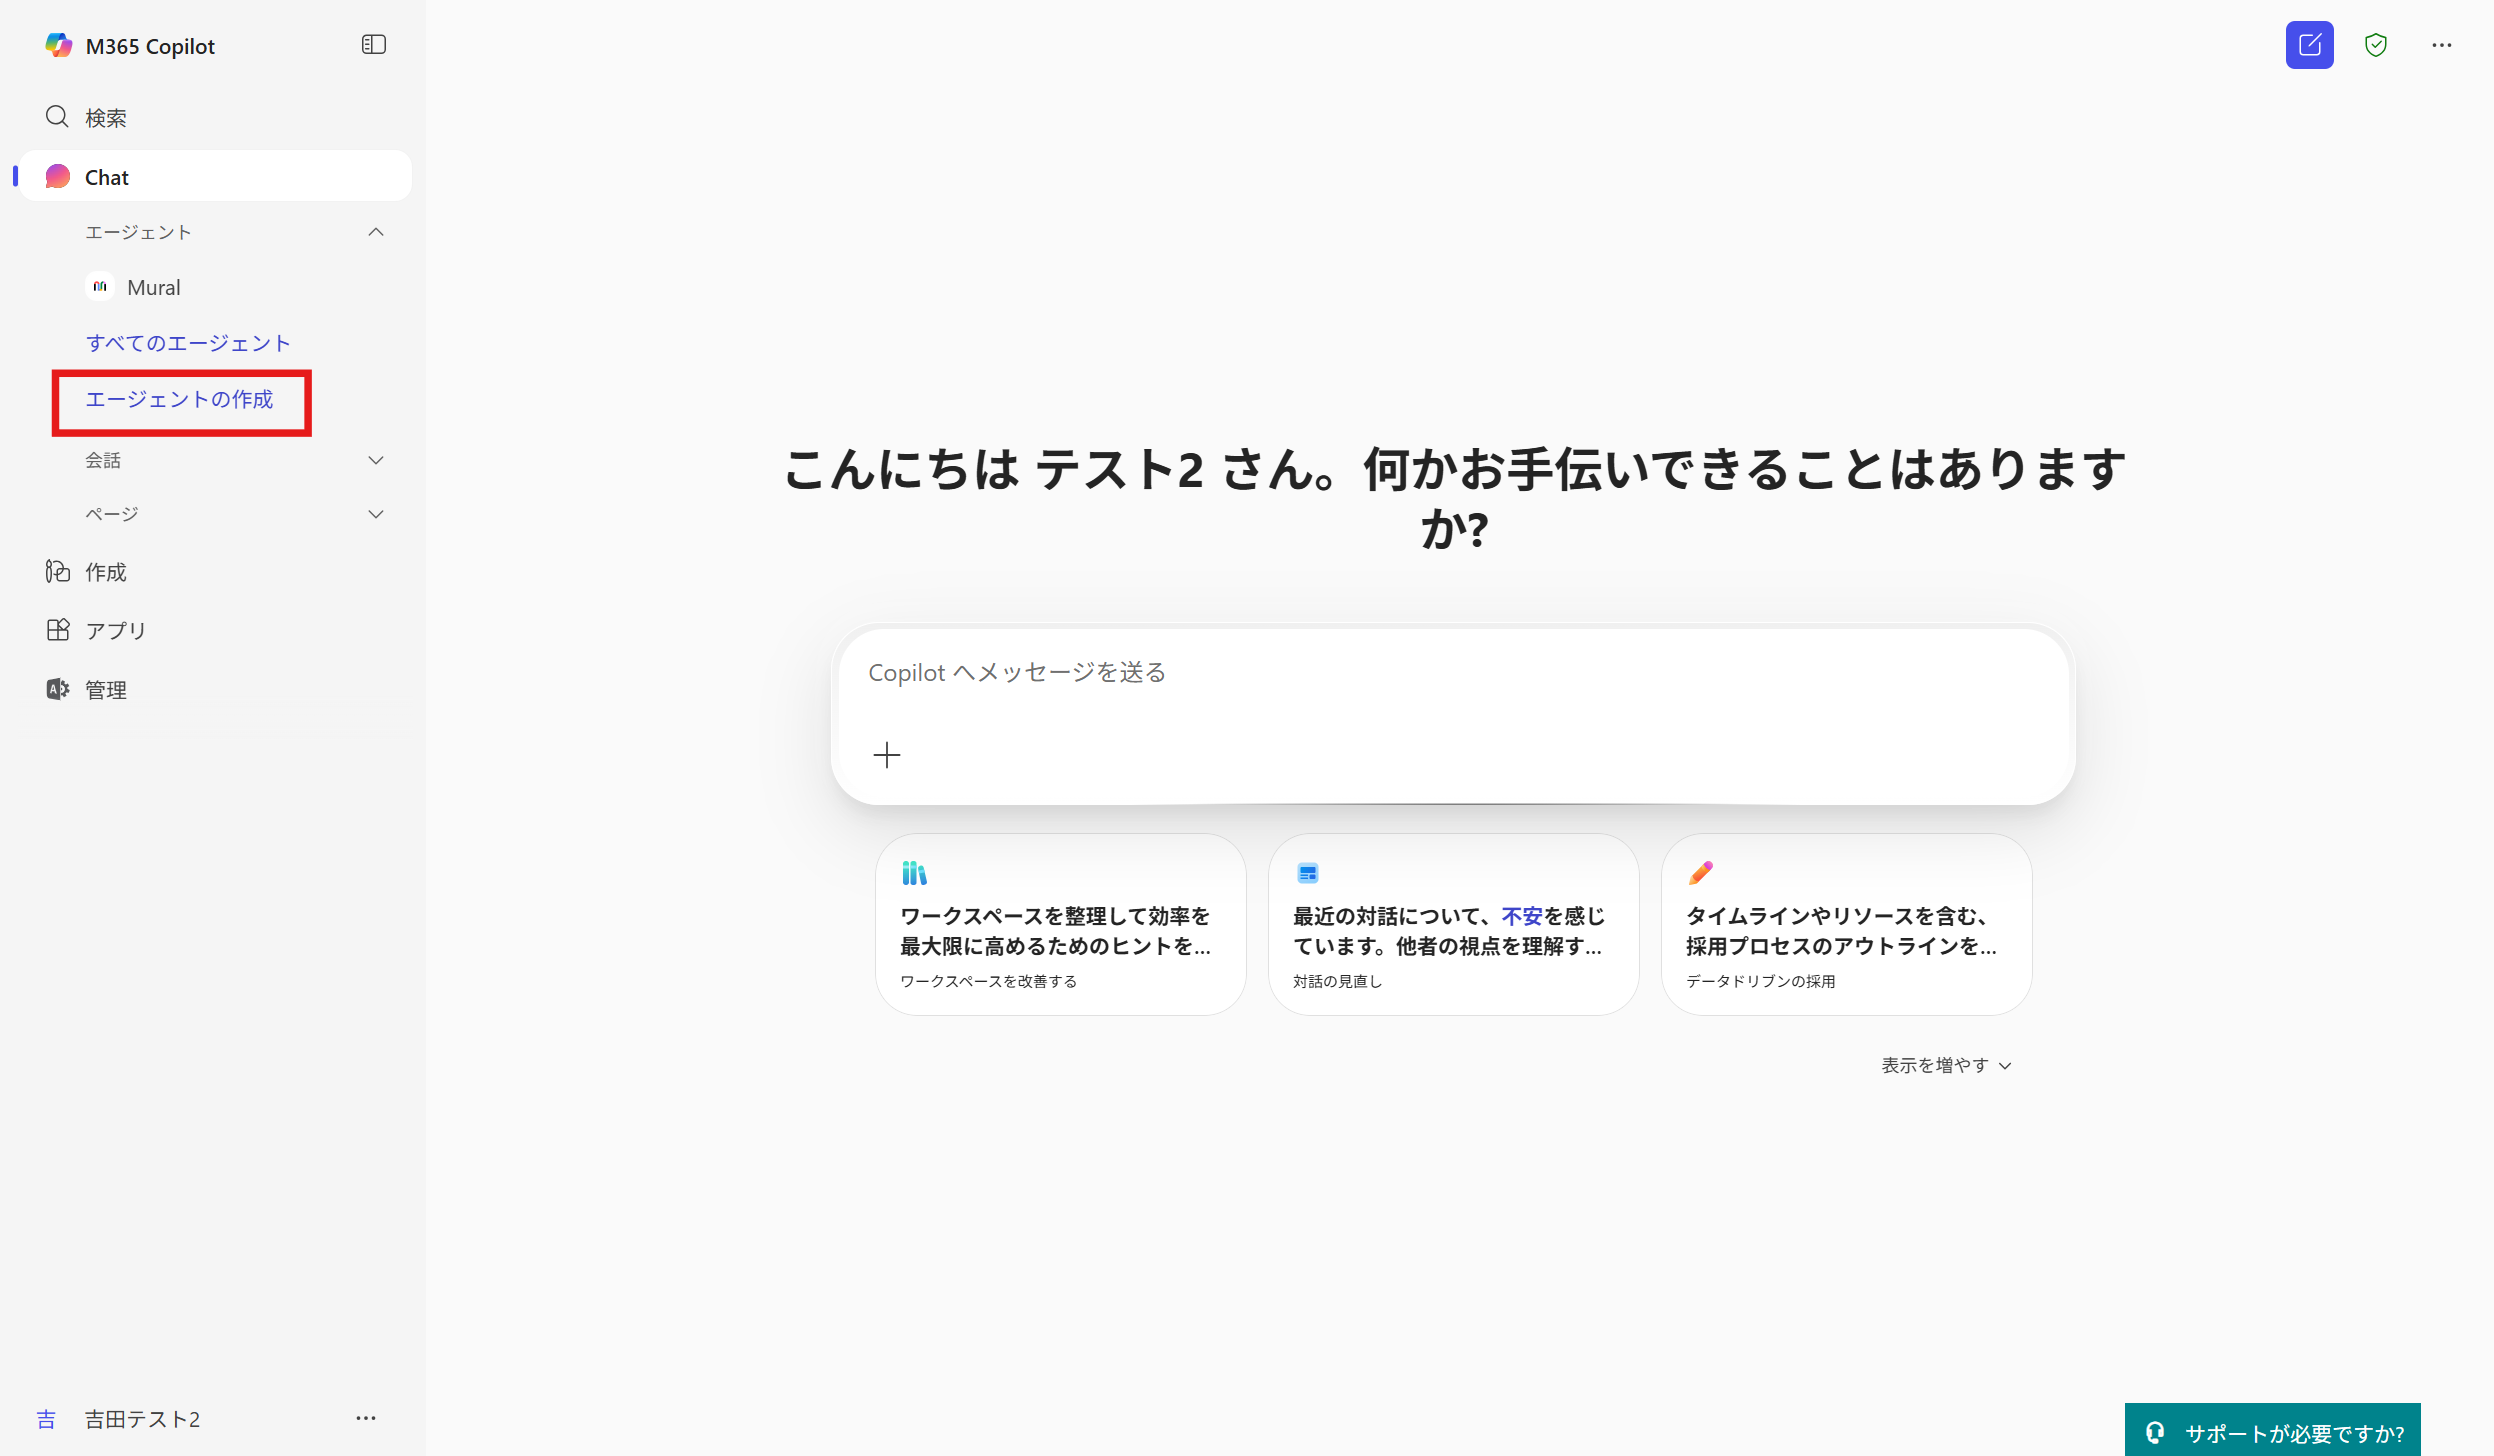 M365 Copilot
検索
Chat
エージェント
Mural
すべてのエージェント
エージェントの作成
会話
ページ
作成
アプリ
管理
吉 吉田テスト2
こんにちは テスト2 さん。何かお手伝いできることはあります
か?
Copilot へメッセージを送る
ワークスペースを整理して効率を
最大限に高めるためのヒントを...
ワークスペースを改善する
最近の対話について、不安を感じ
ています。他者の視点を理解す...
対話の見直し
タイムラインやリソースを含む、
採用プロセスのアウトラインを...
データドリブンの採用
表示を増やす
サポートが必要ですか?